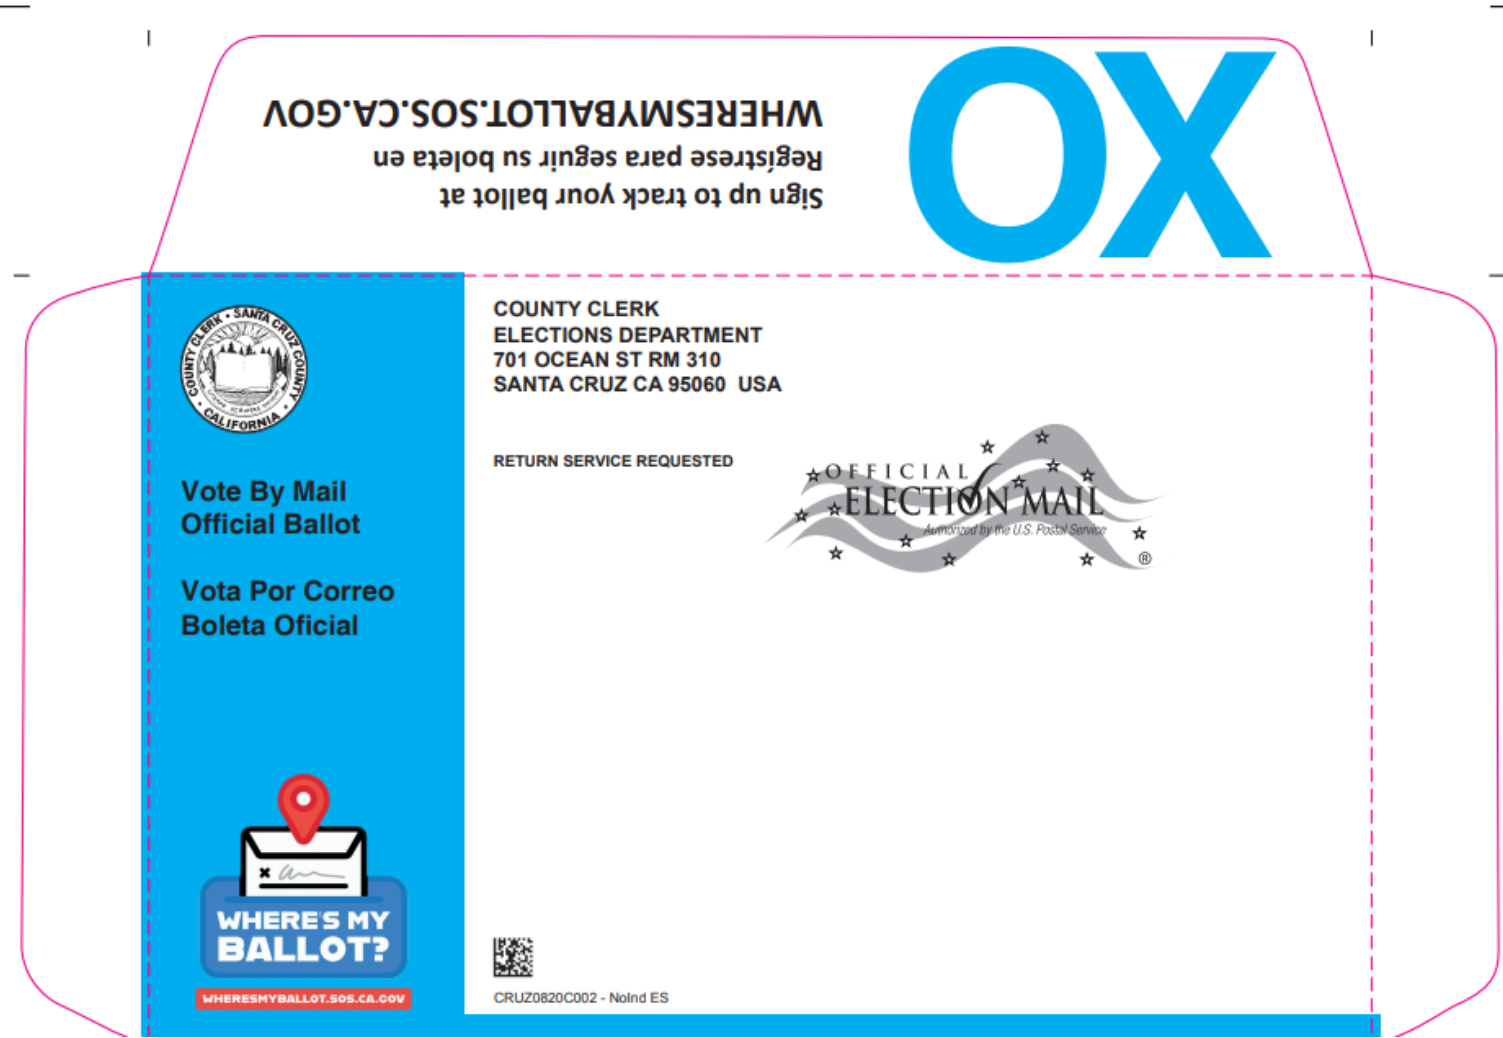 Sign up to track your ballot at
Regístrese para seguir su boleta en
WHERESMYBALLOT.SOS.CA.GOV
OX
COUNTY CLERK • SANTA CRUZ COUNTY • CALIFORNIA •
Vote By Mail
Official Ballot
Vota Por Correo
Boleta Oficial
WHERE'S MY
BALLOT?
WHERESMYBALLOT.SOS.CA.GOV
COUNTY CLERK
ELECTIONS DEPARTMENT
701 OCEAN ST RM 310
SANTA CRUZ CA 95060 USA
RETURN SERVICE REQUESTED
OFFICIAL
ELECTION MAIL
Authorized by the U.S. Postal Service
®
CRUZ0820C002 - NoInd ES